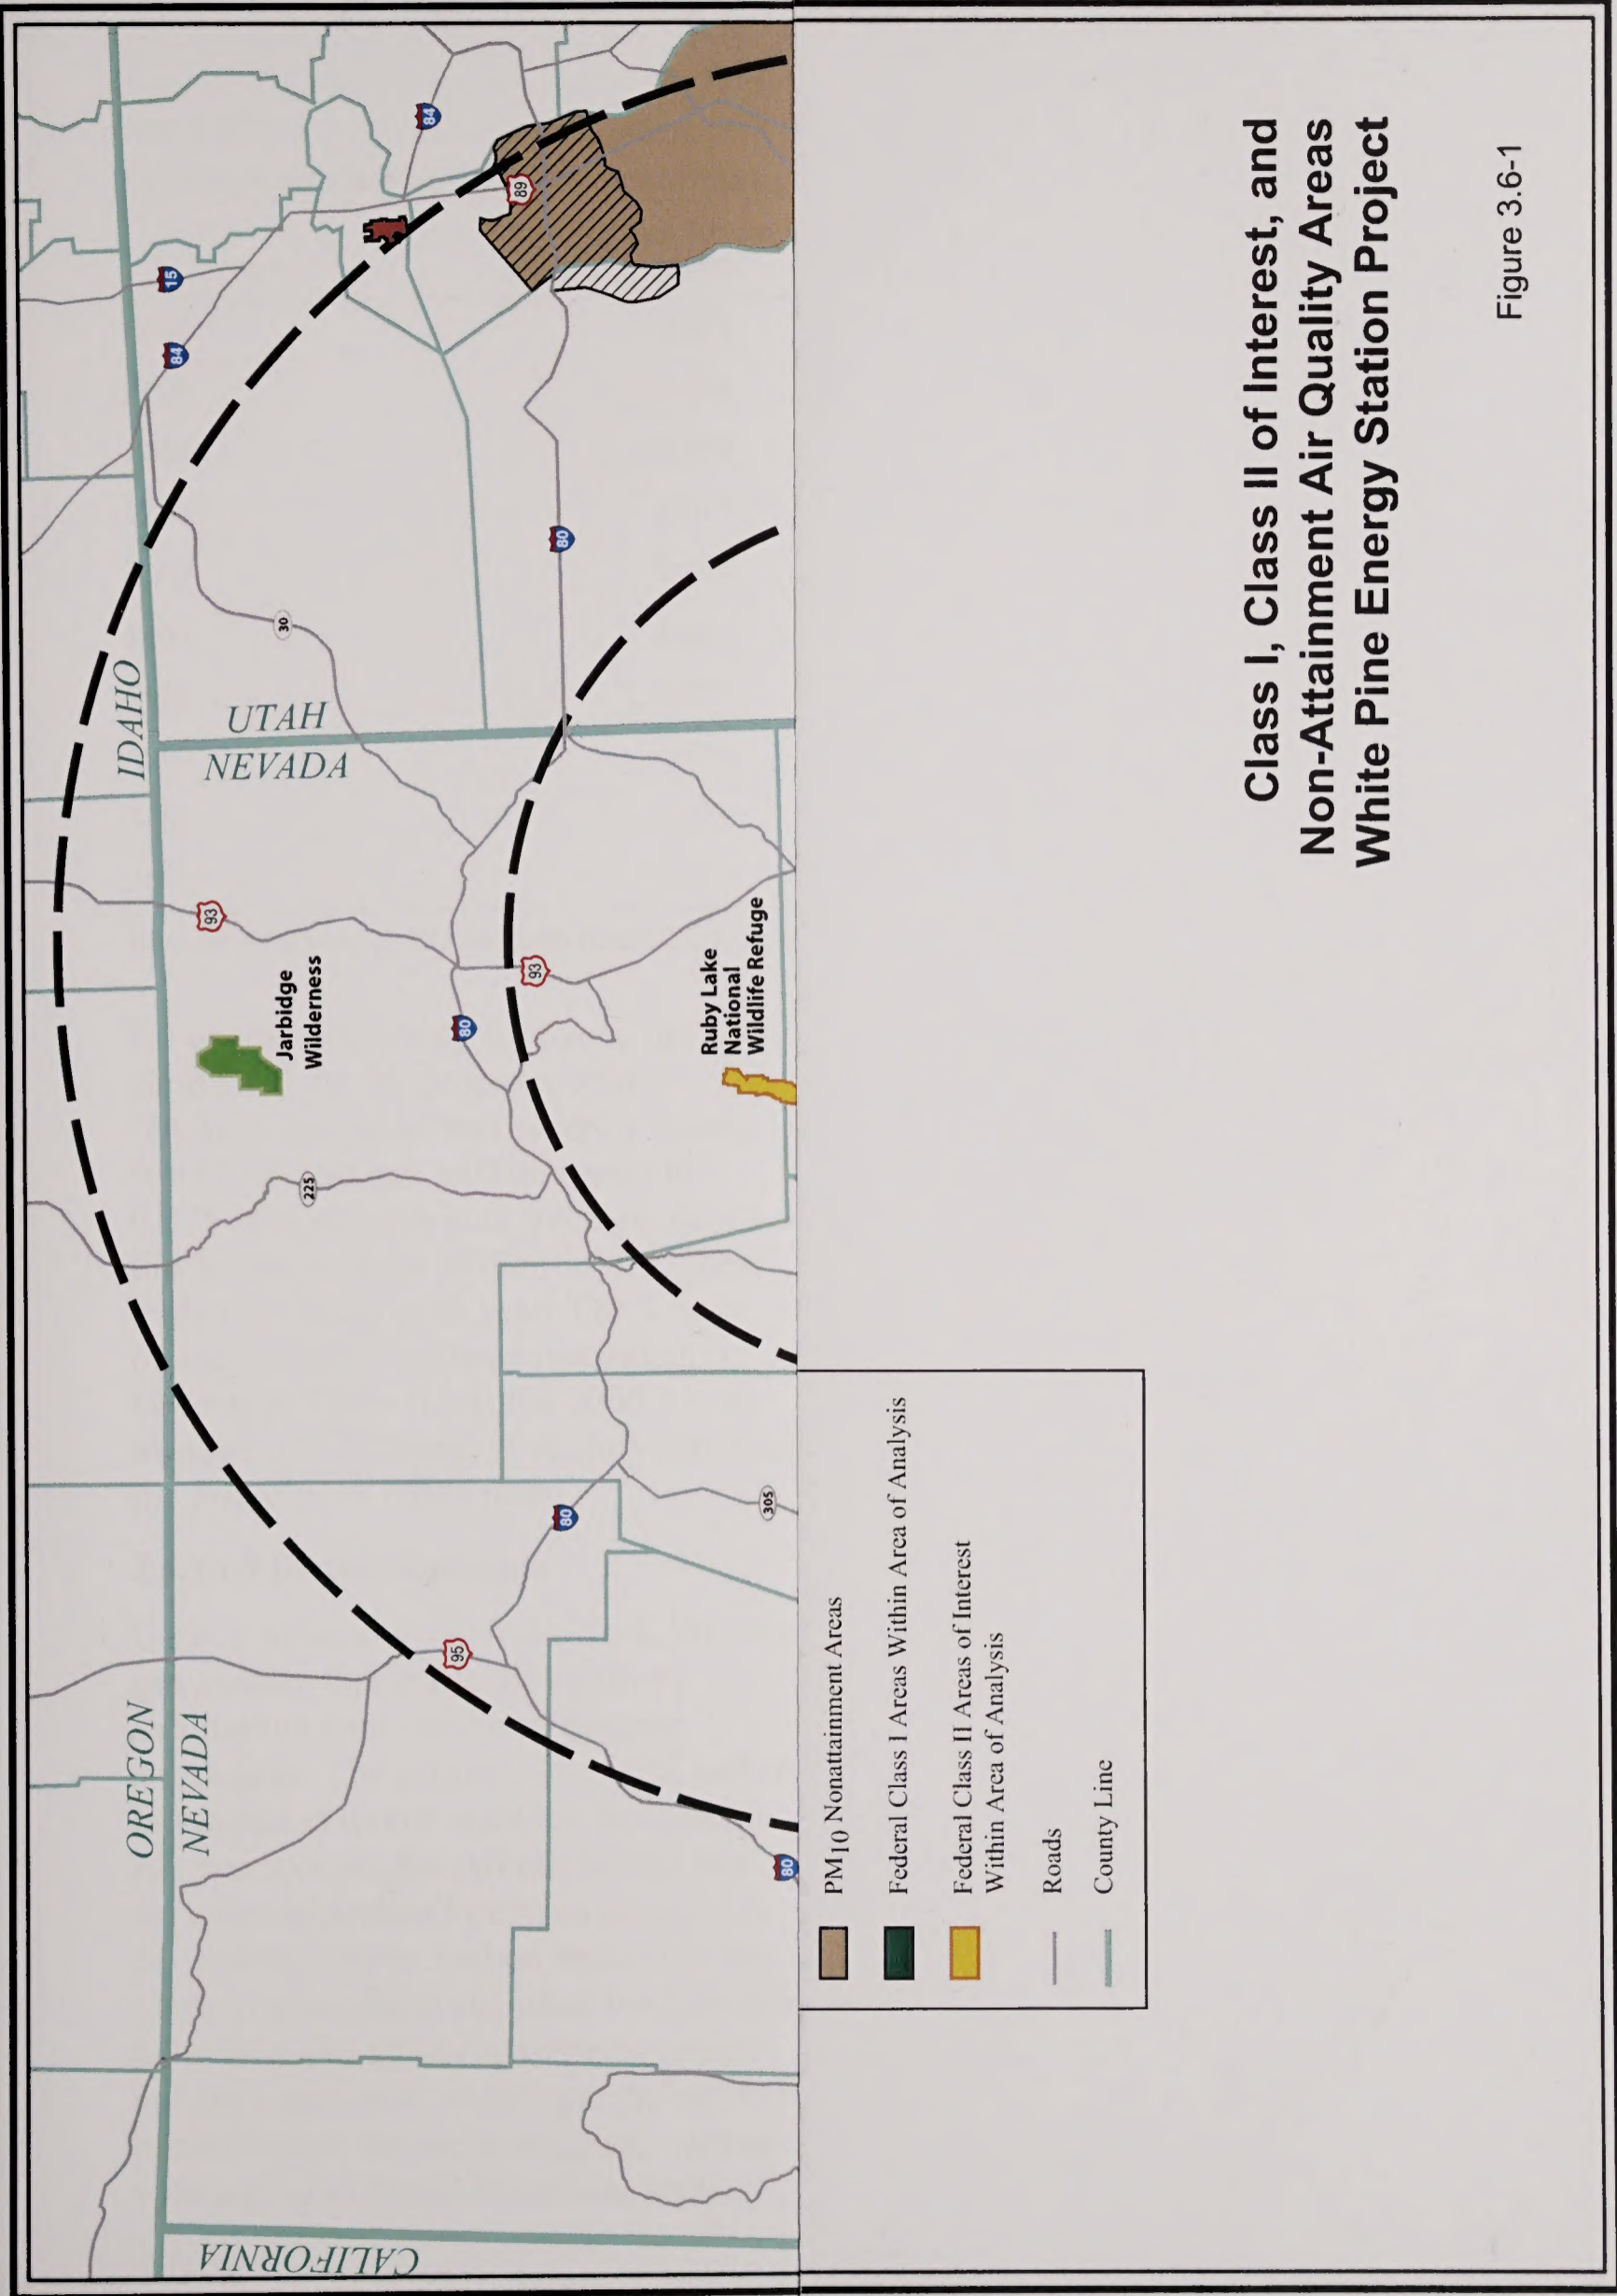 IDAHO
OREGON
NEVADA
UTAH
NEVADA
CALIFORNIA
15
84
84
30
93
225
89
80
80
93
95
80
305
80
Jarbidge
Wilderness
Ruby Lake
National
Wildlife Refuge
PM10 Nonattainment Areas
Federal Class I Areas Within Area of Analysis
Federal Class II Areas of Interest
Within Area of Analysis
Roads
County Line
Class I, Class II of Interest, and
Non-Attainment Air Quality Areas
White Pine Energy Station Project
Figure 3.6-1